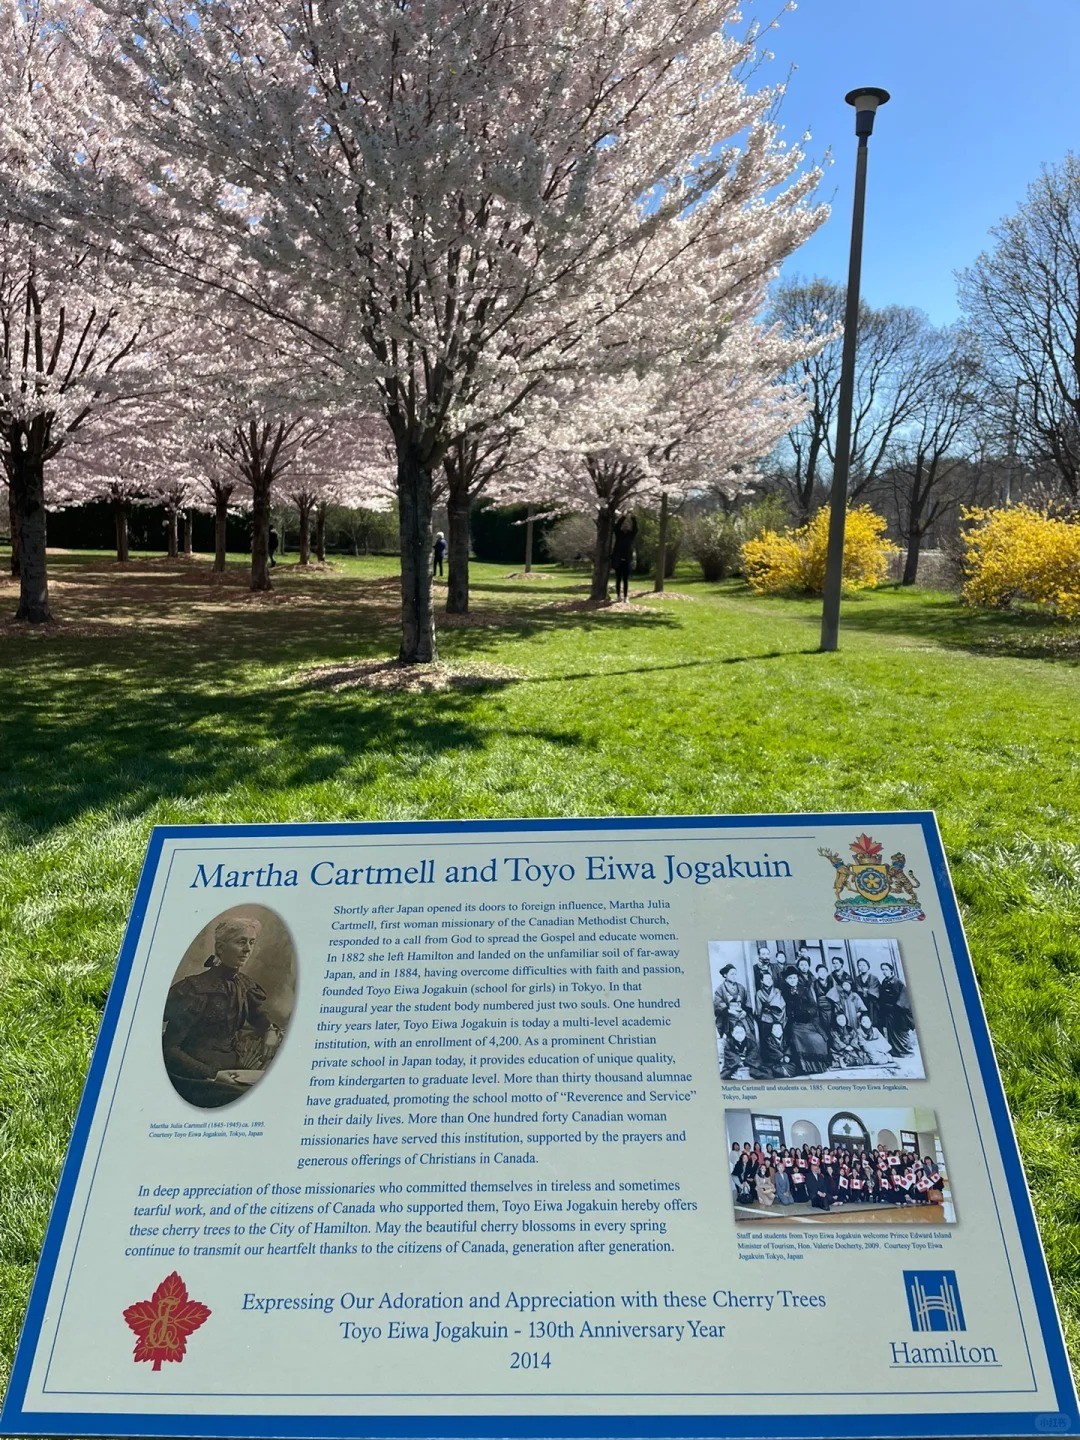 Martha Cartmell and Toyo Eiwa Jogakuin
Shortly after Japan opened its doors to foreign influence, Martha Julia
Cartmell, first woman missionary of the Canadian Methodist Church,
responded to a call from God to spread the Gospel and educate women.
In 1882 she left Hamilton and landed on the unfamiliar soil of far-away
Japan, and in 1884, having overcome difficulties with faith and passion,
founded Toyo Eiwa Jogakuin (school for girls) in Tokyo. In that
inaugural year the student body numbered just two souls. One hundred
thiry years later, Toyo Eiwa Jogakuin is today a multi-level academic
institution, with an enrollment of 4,200. As a prominent Christian
private school in Japan today, it provides education of unique quality,
from kindergarten to graduate level. More than thirty thousand alumnae
have graduated, promoting the school motto of “Reverence and Service”
in their daily lives. More than One hundred forty Canadian woman
missionaries have served this institution, supported by the prayers and
generous offerings of Christians in Canada.
Martha Julia Cartmell (1845-1945) ca. 1895.
Courtesy Toyo Eiwa Jogakuin, Tokyo, Japan
Martha Cartmell and students ca. 1885. Courtesy Toyo Eiwa Jogakuin,
Tokyo, Japan
Staff and students from Toyo Eiwa Jogakuin welcome Prince Edward Island
Minister of Tourism, Hon. Valerie Docherty, 2009. Courtesy Toyo Eiwa
Jogakuin Tokyo, Japan
In deep appreciation of those missionaries who committed themselves in tireless and sometimes
tearful work, and of the citizens of Canada who supported them, Toyo Eiwa Jogakuin hereby offers
these cherry trees to the City of Hamilton. May the beautiful cherry blossoms in every spring
continue to transmit our heartfelt thanks to the citizens of Canada, generation after generation.
Expressing Our Adoration and Appreciation with these Cherry Trees
Toyo Eiwa Jogakuin - 130th Anniversary Year
2014
Hamilton